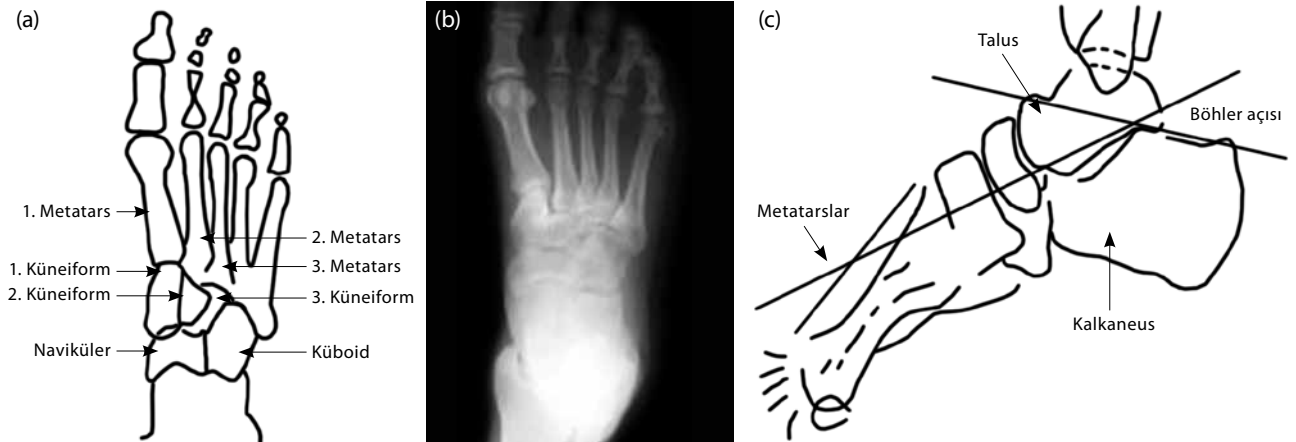 (a)
1. Metatars
2. Metatars
3. Metatars
1. Küneiform
2. Küneiform
3. Küneiform
Naviküler
Küboid
(b)
(c)
Talus
Böhler açısı
Metatarslar
Kalkaneus